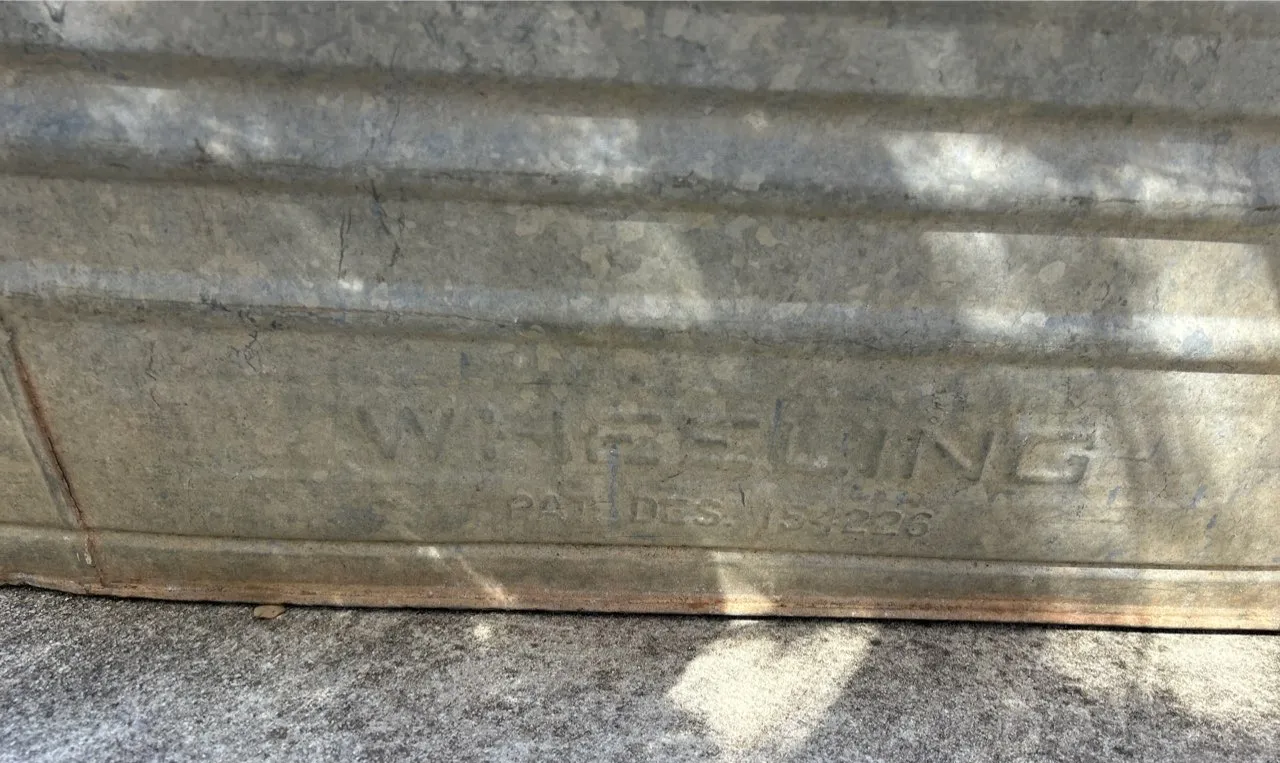 WHEELING
PAT. DES. 154226